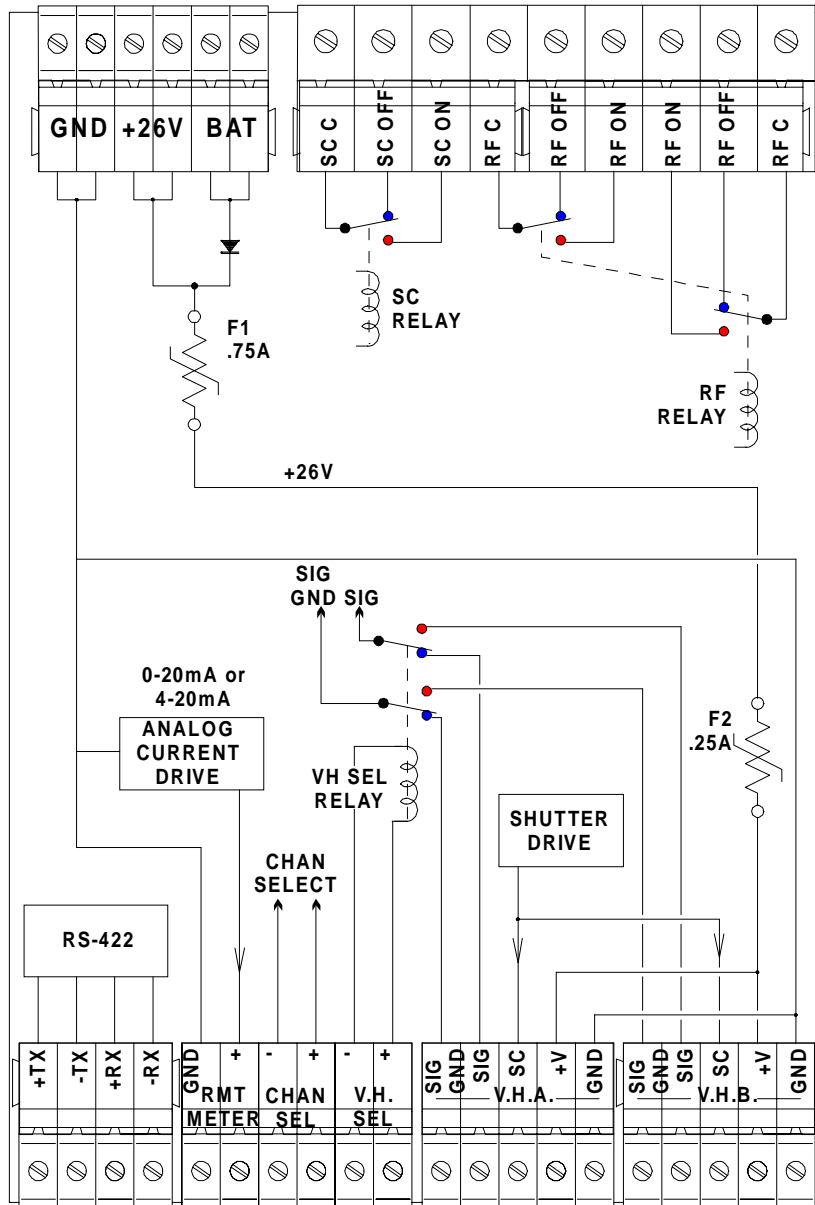 GND +26V BAT
SC C
SC OFF
SC ON
RF C
RF OFF
RF ON
RF ON
RF OFF
RF C
SC
RELAY
F1
.75A
RF
RELAY
+26V
SIG
GND SIG
0-20mA or
4-20mA
ANALOG
CURRENT
DRIVE
F2
.25A
VH SEL
RELAY
SHUTTER
DRIVE
CHAN
SELECT
RS-422
+TX
-TX
+RX
-RX
GND
+
-
+
-
+
RMT
METER
CHAN
SEL
V.H.
SEL
SIG
GND
SIG
SC
+V
GND
V.H.A.
SIG
GND
SIG
SC
+V
GND
V.H.B.